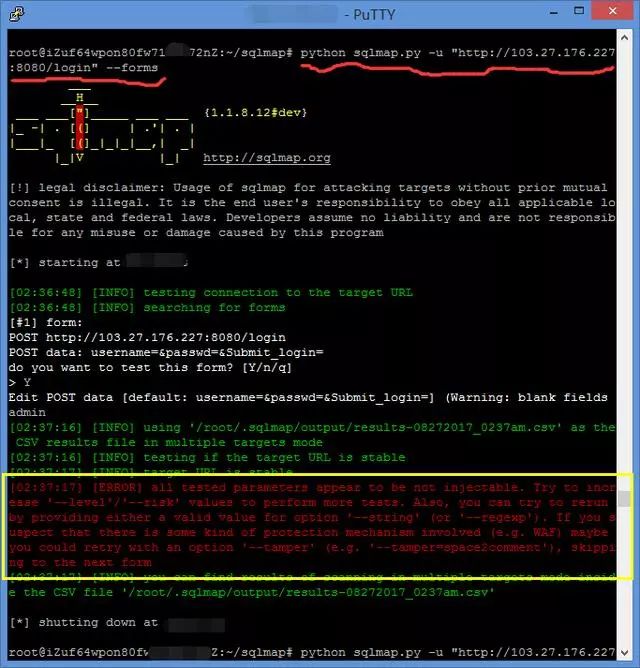 - PuTTY
root@iZuf64wpon80fw71 72nZ:~/sqlmap# python sqlmap.py -u "http://103.27.176.227
:8080/login" --forms
H
{1.1.8.12#dev}
V
http://sqlmap.org
[!] legal disclaimer: Usage of sqlmap for attacking targets without prior mutual
consent is illegal. It is the end user's responsibility to obey all applicable lo
cal, state and federal laws. Developers assume no liability and are not responsib
le for any misuse or damage caused by this program
[*] starting at
[02:36:48] [INFO] testing connection to the target URL
[02:36:48] [INFO] searching for forms
[#1] form:
POST http://103.27.176.227:8080/login
POST data: username=&passwd=&Submit_login=
do you want to test this form? [Y/n/q]
> Y
Edit POST data [default: username=&passwd=&Submit_login=] (Warning: blank fields
admin
[02:37:16] [INFO] using '/root/.sqlmap/output/results-08272017_0237am.csv' as the
CSV results file in multiple targets mode
[02:37:16] [INFO] testing if the target URL is stable
[02:37:17] [INFO] target URL is stable
[02:37:17] [ERROR] all tested parameters appear to be not injectable. Try to incr
ease '--level'/'--risk' values to perform more tests. Also, you can try to rerun
by providing either a valid value for option '--string' (or '--regexp'). If you s
uspect that there is some kind of protection mechanism involved (e.g. WAF) maybe
you could retry with an option '--tamper' (e.g. '--tamper=space2comment'), skippi
ng to the next form
[02:37:17] [INFO] you can find results of scanning in multiple targets mode insid
e the CSV file '/root/.sqlmap/output/results-08272017_0237am.csv'
[*] shutting down at
root@iZuf64wpon80fw Z:~/sqlmap# python sqlmap.py -u "http://103.27.176.227